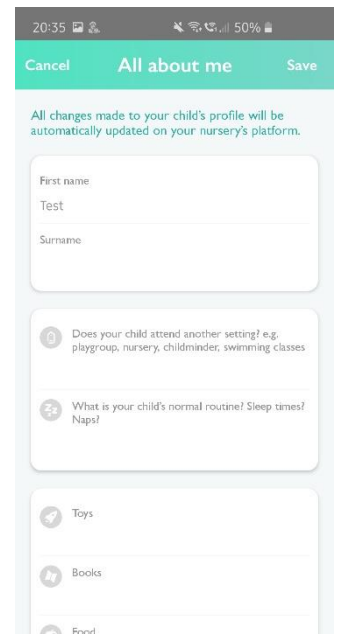 20:35 50%
Cancel All about me Save
All changes made to your child's profile will be
automatically updated on your nursery's platform.
First name
Test
Surname
Does your child attend another setting? e.g.
playgroup, nursery, childminder, swimming classes
What is your child's normal routine? Sleep times?
Naps?
Toys
Books
Food